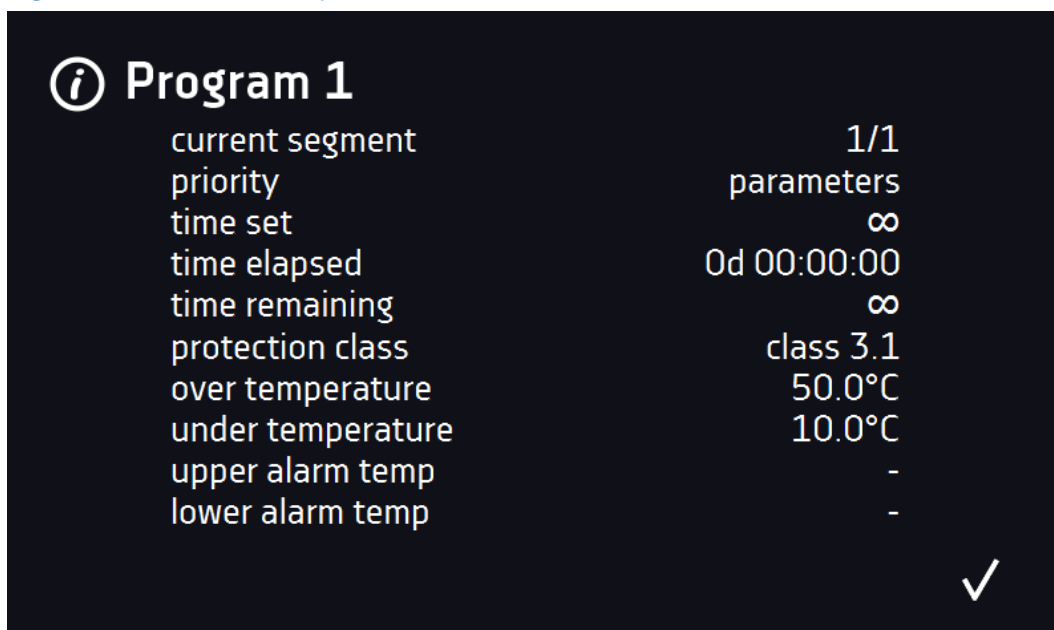 Program 1
current segment 1/1
priority parameters
time set ∞
time elapsed 0d 00:00:00
time remaining ∞
protection class class 3.1
over temperature 50.0°C
under temperature 10.0°C
upper alarm temp -
lower alarm temp -